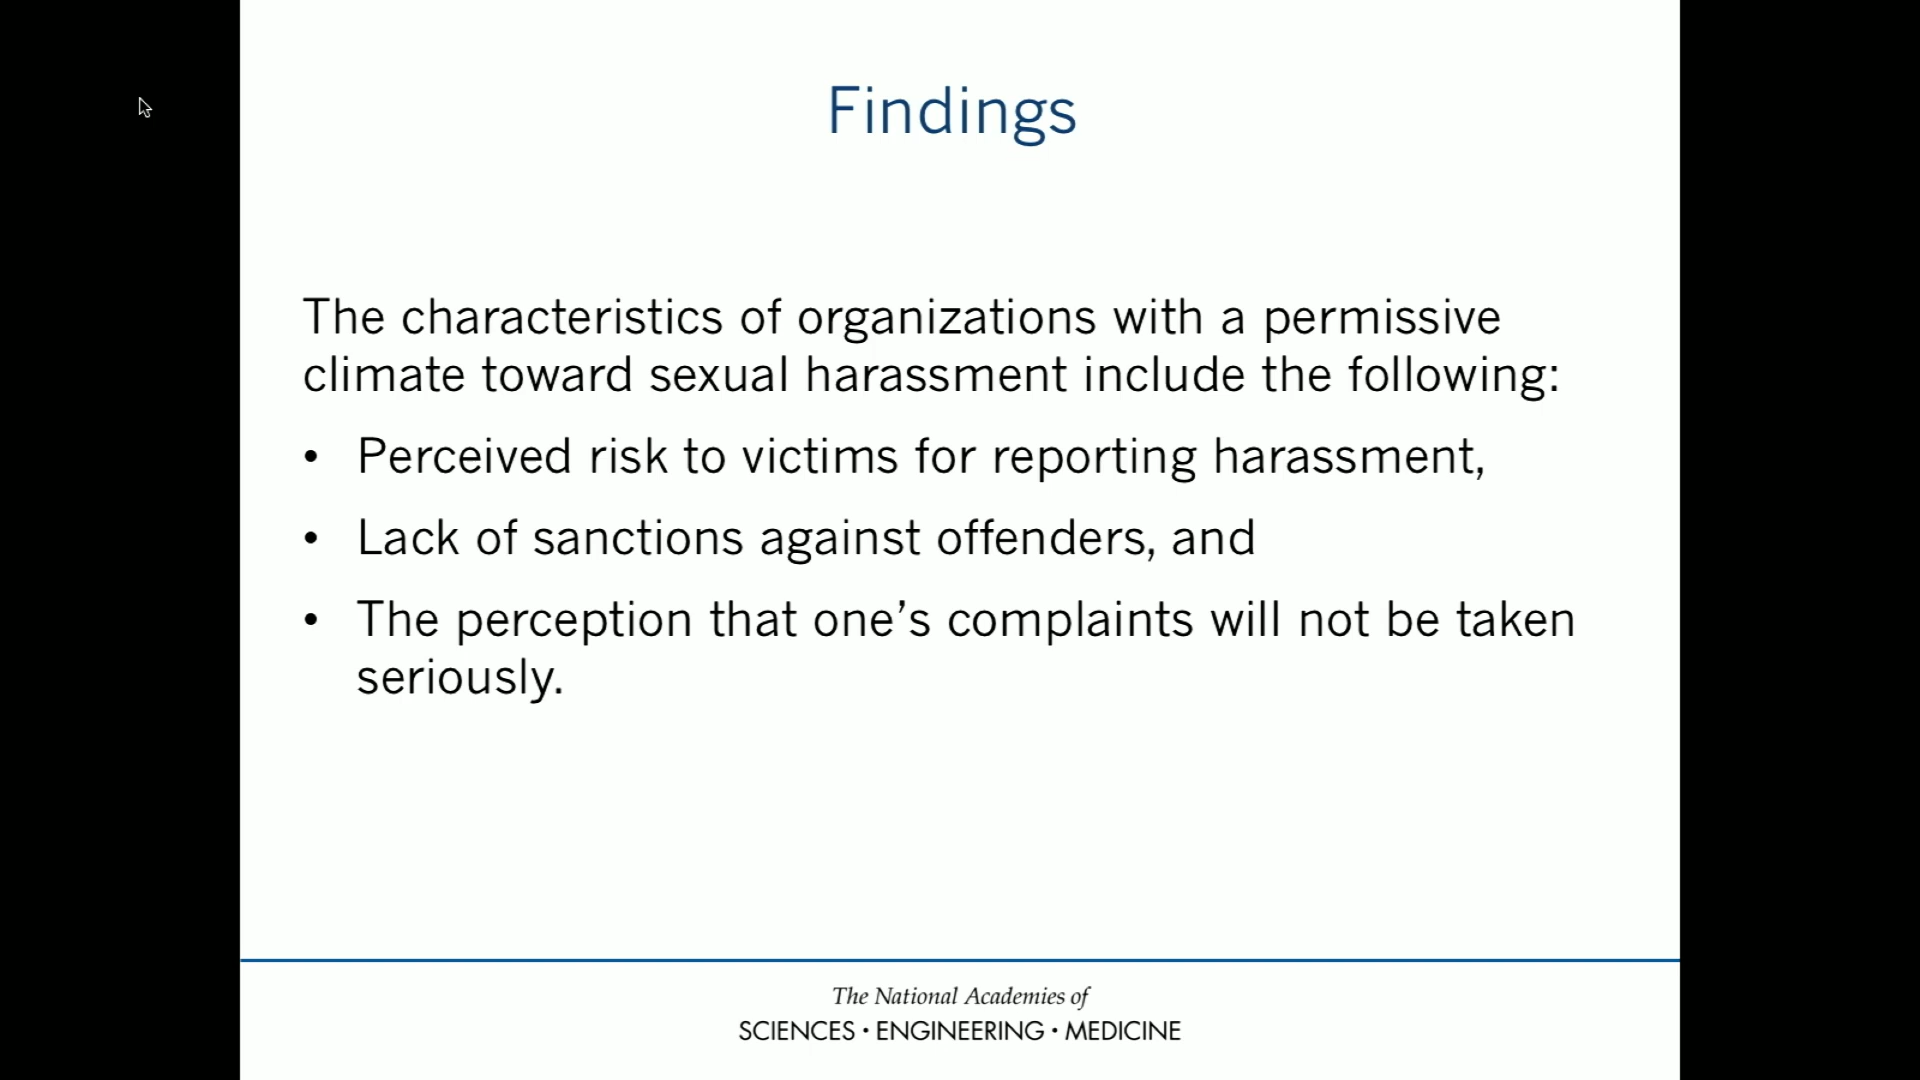 Findings
The characteristics of organizations with a permissive
climate toward sexual harassment include the following:
• Perceived risk to victims for reporting harassment,
• Lack of sanctions against offenders, and
• The perception that one’s complaints will not be taken
seriously.
The National Academies of
SCIENCES • ENGINEERING • MEDICINE